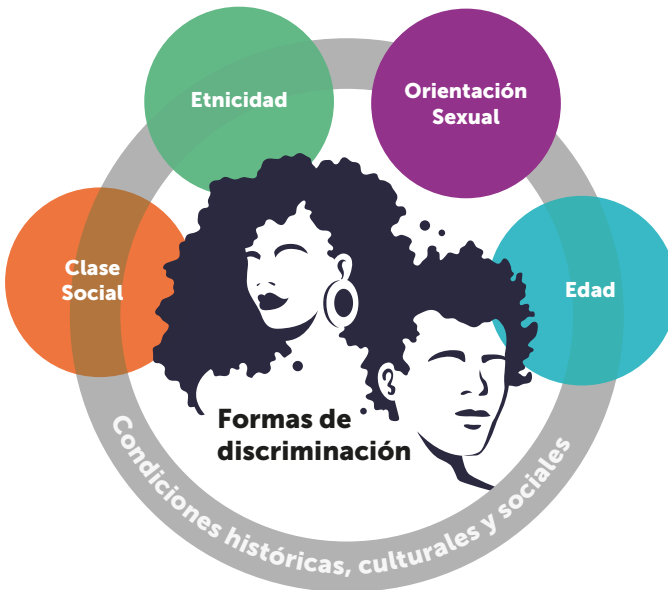 Etnicidad
Orientación
Sexual
Clase
Social
Edad
Formas de
discriminación
Condiciones históricas, culturales y sociales